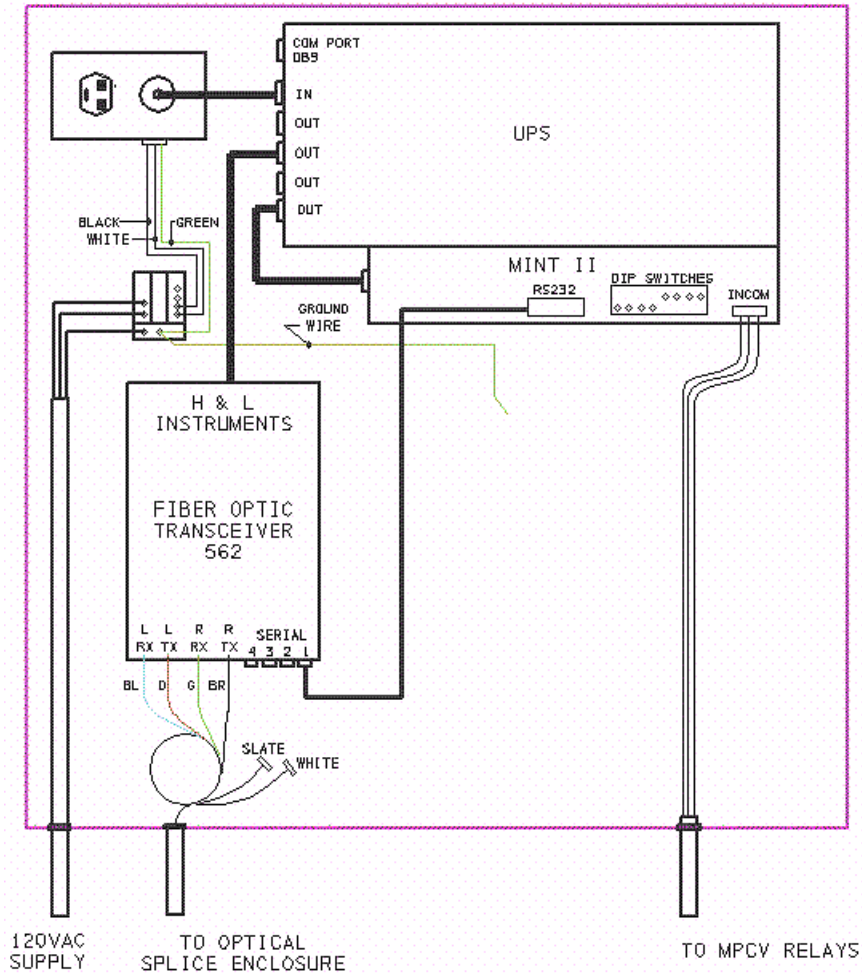 COM PORT
DB9
IN
OUT
OUT
OUT
OUT
UPS
BLACK
GREEN
WHITE
MINT II
RS232
DIP SWITCHES
INCOM
GROUND
WIRE
H & L
INSTRUMENTS
FIBER OPTIC
TRANSCEIVER
562
L L R R
RX TX RX TX
SERIAL
4 3 2 1
BL O G BR
SLATE
WHITE
120VAC
SUPPLY
TO OPTICAL
SPLICE ENCLOSURE
TO MPCV RELAYS